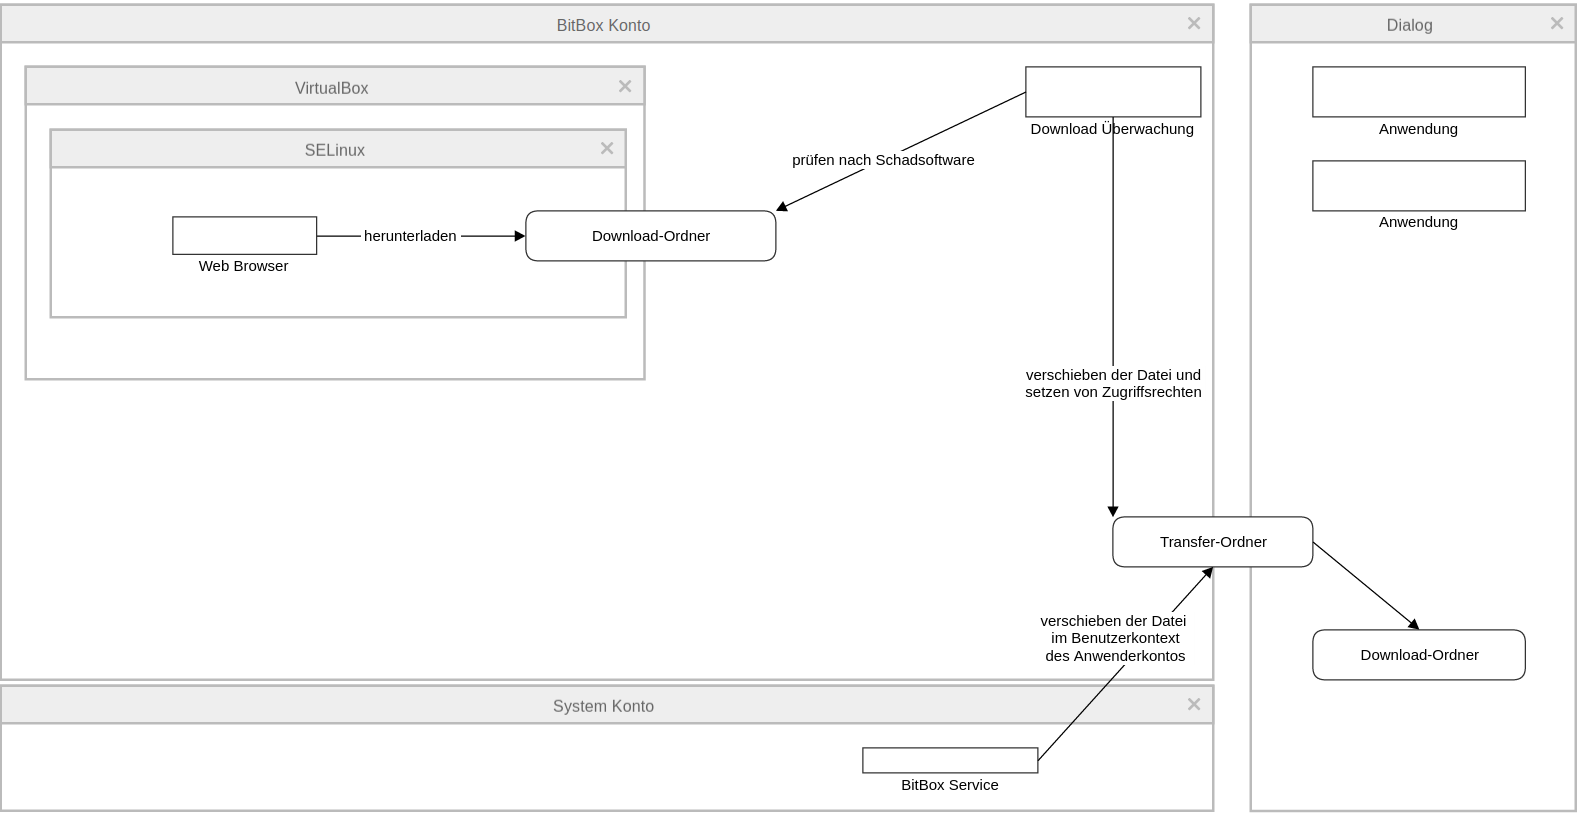 BitBox Konto
Dialog
VirtualBox
SELinux
Download Überwachung
Anwendung
prüfen nach Schadsoftware
Anwendung
herunterladen
Download-Ordner
Web Browser
verschieben der Datei und
setzen von Zugriffsrechten
Transfer-Ordner
verschieben der Datei
im Benutzerkontext
des Anwenderkontos
Download-Ordner
System Konto
BitBox Service